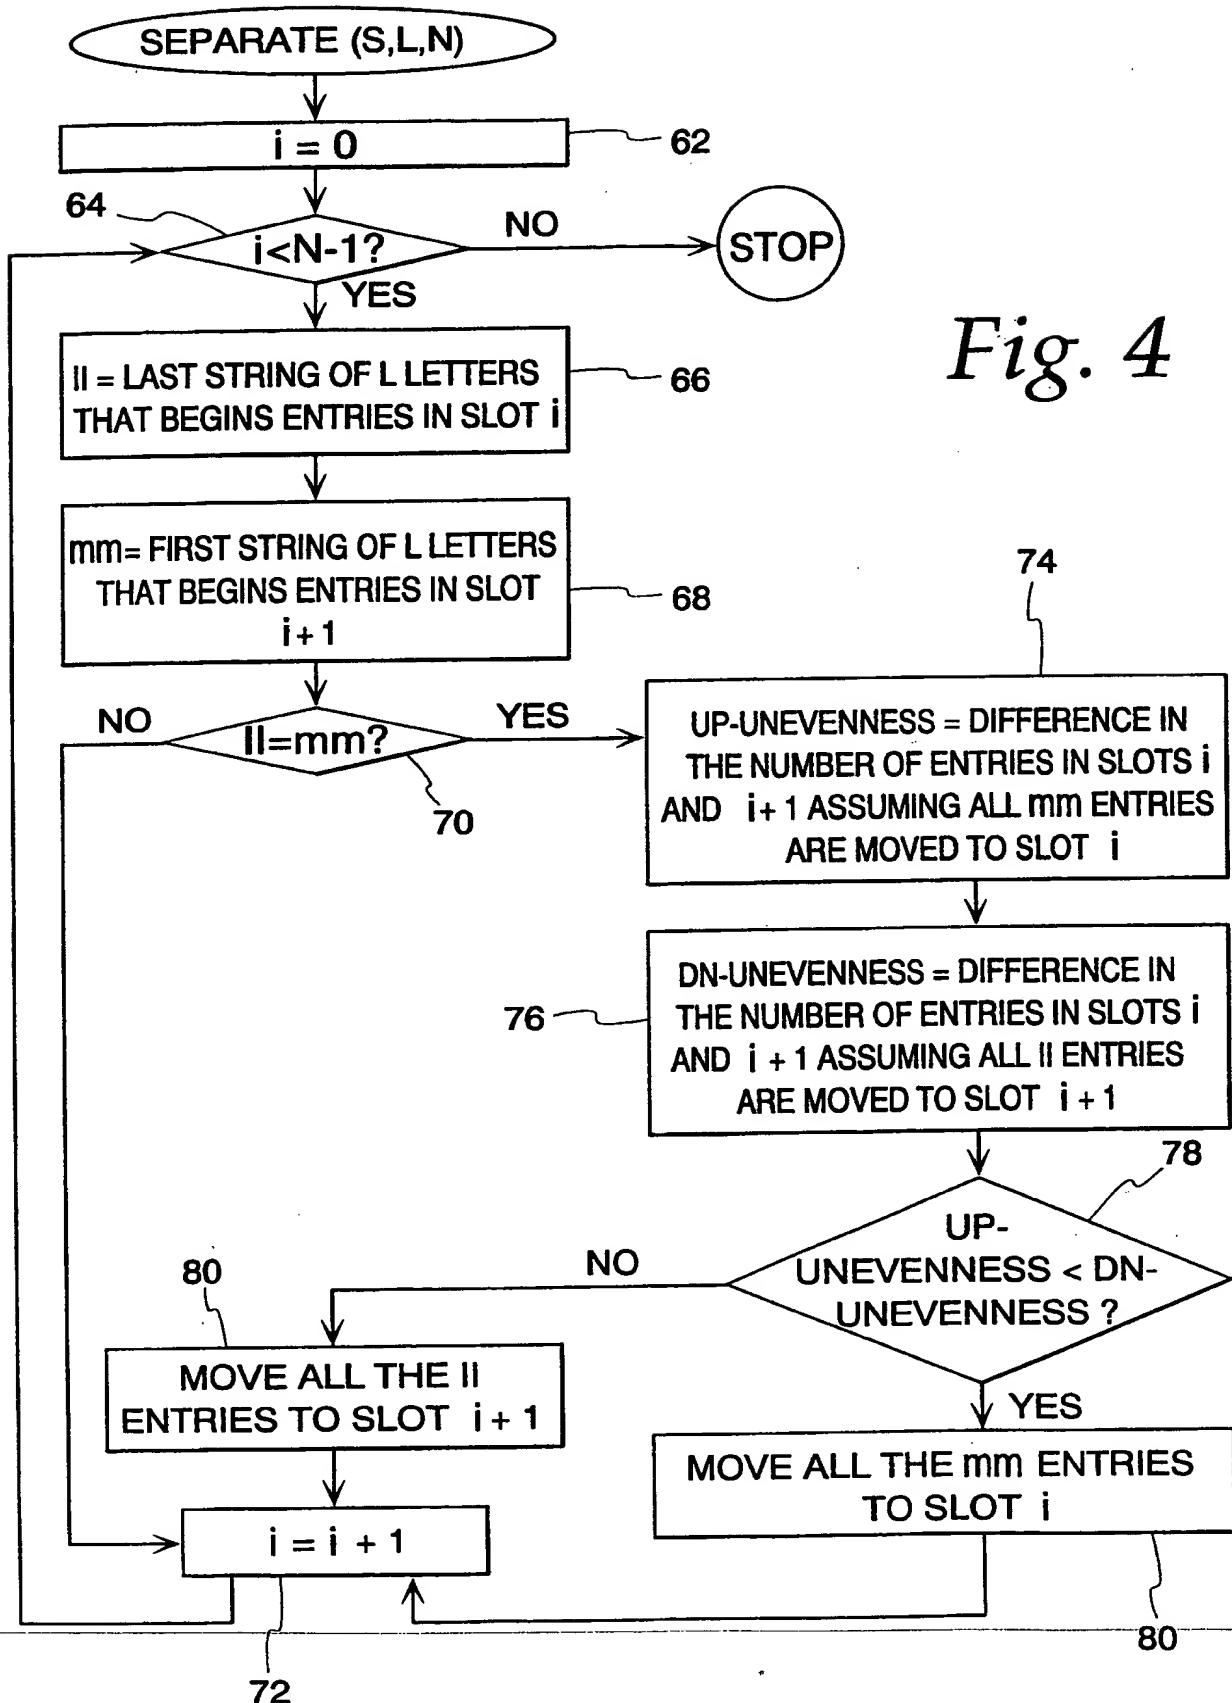 SEPARATE (S,L,N)
i = 0
62
64
i<N-1?
NO
STOP
YES
Fig. 4
ll = LAST STRING OF L LETTERS
THAT BEGINS ENTRIES IN SLOT i
66
mm= FIRST STRING OF L LETTERS
THAT BEGINS ENTRIES IN SLOT
i+1
68
74
NO
ll=mm?
YES
70
UP-UNEVENNESS = DIFFERENCE IN
THE NUMBER OF ENTRIES IN SLOTS i
AND i+1 ASSUMING ALL mm ENTRIES
ARE MOVED TO SLOT i
76
DN-UNEVENNESS = DIFFERENCE IN
THE NUMBER OF ENTRIES IN SLOTS i
AND i + 1 ASSUMING ALL ll ENTRIES
ARE MOVED TO SLOT i + 1
78
UP-
UNEVENNESS < DN-
UNEVENNESS ?
NO
80
MOVE ALL THE ll
ENTRIES TO SLOT i + 1
YES
MOVE ALL THE mm ENTRIES
TO SLOT i
i = i + 1
80
72